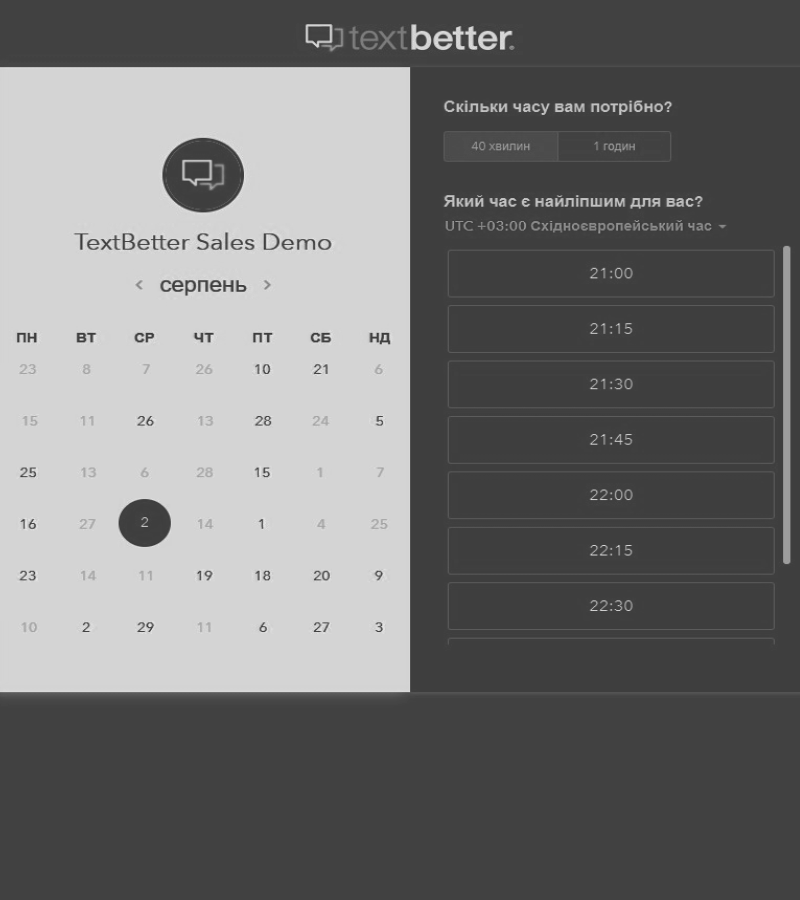 textbetter.
TextBetter Sales Demo
‹ серпень ›
ПН ВТ СР ЧТ ПТ СБ НД
23 8 7 26 10 21 6
15 11 26 13 28 24 5
25 13 6 28 15 1 7
16 27 2 14 1 4 25
23 14 11 19 18 20 9
10 2 29 11 6 27 3
Скільки часу вам потрібно?
40 хвилин 1 годин
Який час є найліпшим для вас?
UTC +03:00 Східноєвропейський час
21:00
21:15
21:30
21:45
22:00
22:15
22:30